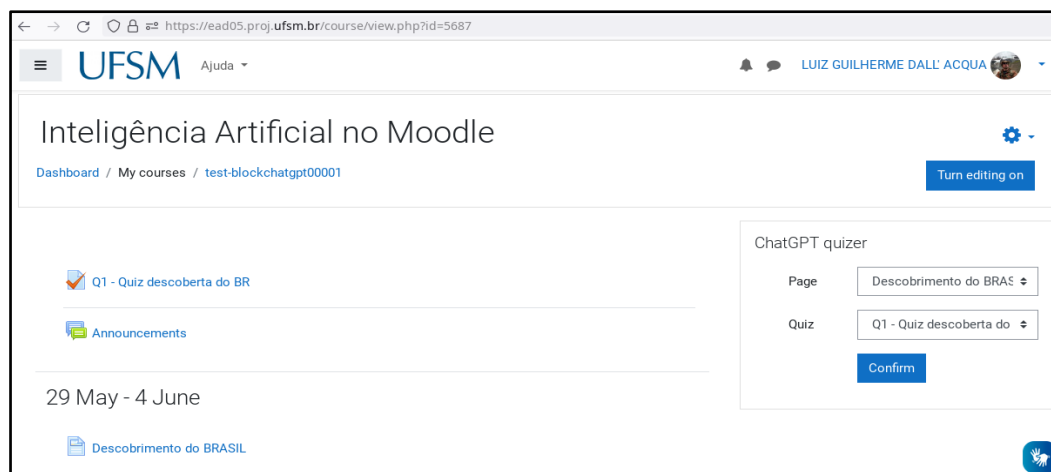 https://ead05.proj.ufsm.br/course/view.php?id=5687
UFSM Ajuda LUIZ GUILHERME DALL' ACQUA
Inteligência Artificial no Moodle
Dashboard / My courses / test-blockchatgpt00001
Turn editing on
ChatGPT quizer
Page Descobrimento do BRAS
Q1 - Quiz descoberta do BR
Quiz Q1 - Quiz descoberta do
Announcements
Confirm
29 May - 4 June
Descobrimento do BRASIL